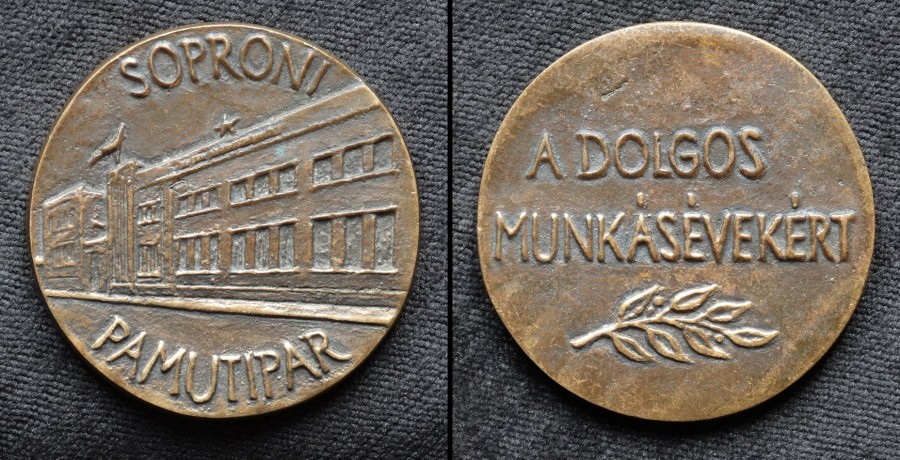 SOPRONI
PAMUTIPAR
A DOLGOS
MUNKÁSÉVEKÉRT